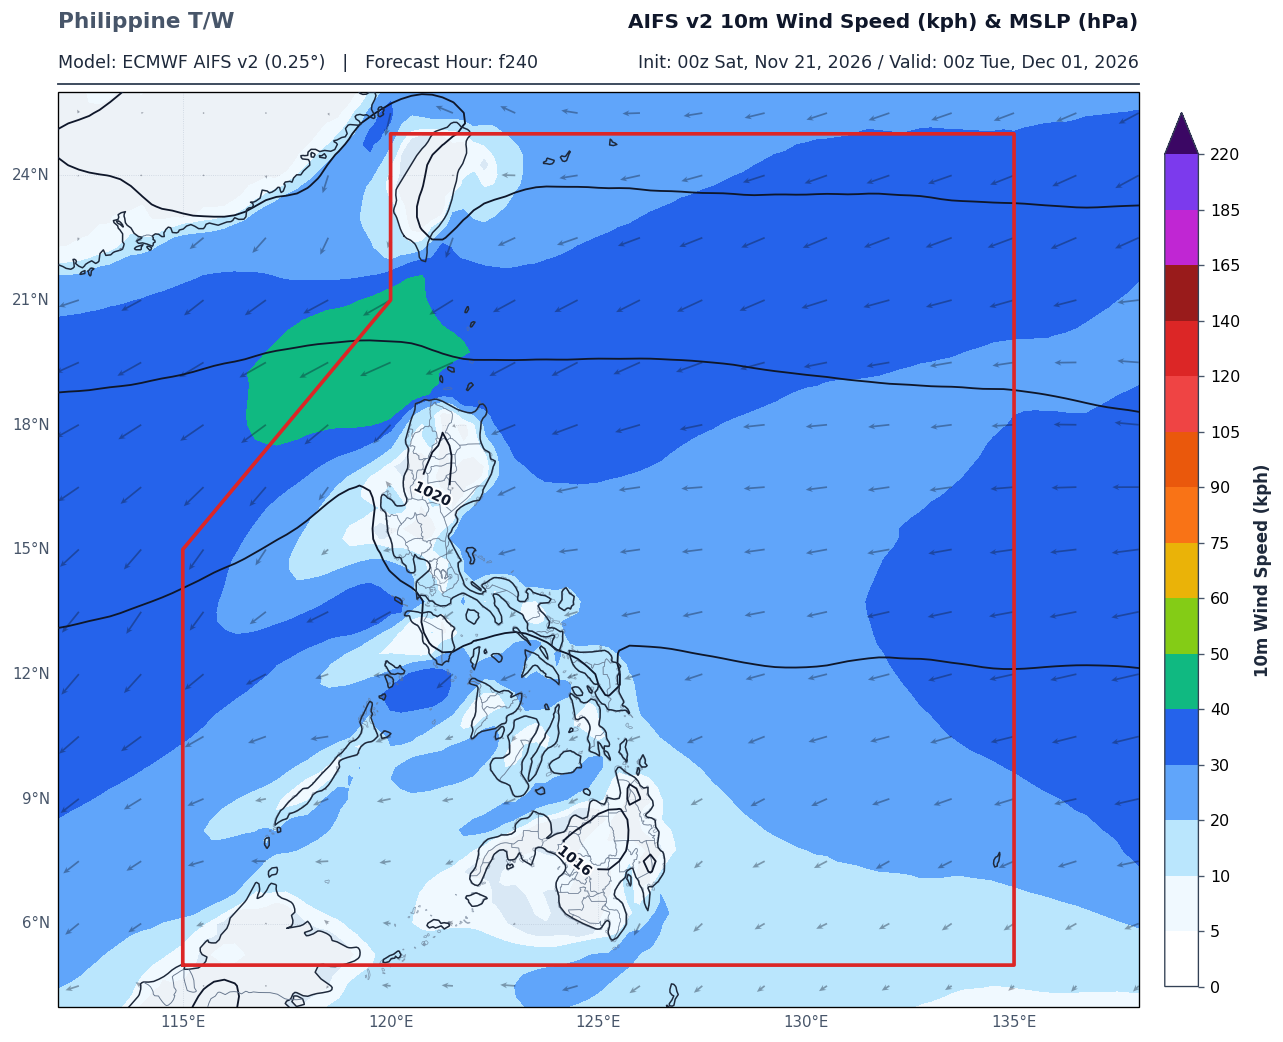 Philippine T/W
AIFS v2 10m Wind Speed (kph) & MSLP (hPa)
Model: ECMWF AIFS v2 (0.25°)   |   Forecast Hour: f240
Init: 00z Sat, Nov 21, 2026 / Valid: 00z Tue, Dec 01, 2026
24°N
21°N
18°N
15°N
12°N
9°N
6°N
115°E
120°E
125°E
130°E
135°E
1020
1016
220
185
165
140
120
105
90
75
60
50
40
30
20
10
5
0
10m Wind Speed (kph)